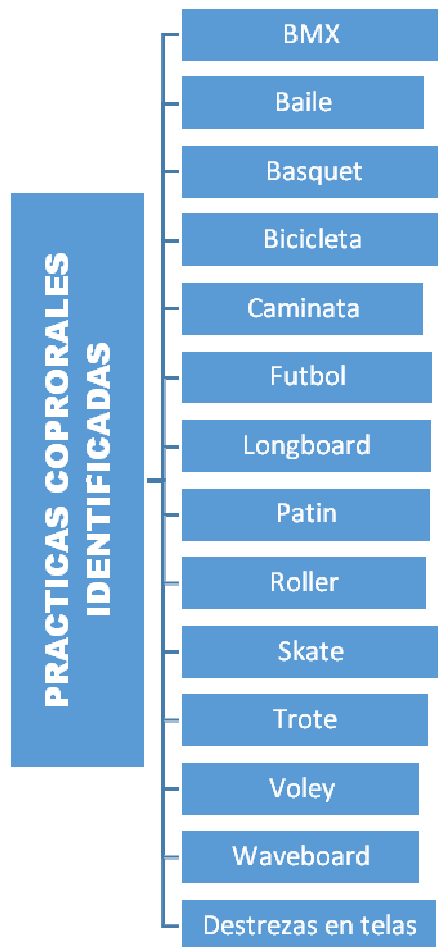 PRACTICAS COPRORALES
IDENTIFICADAS
BMX
Baile
Basquet
Bicicleta
Caminata
Futbol
Longboard
Patin
Roller
Skate
Trote
Voley
Waveboard
Destrezas en telas